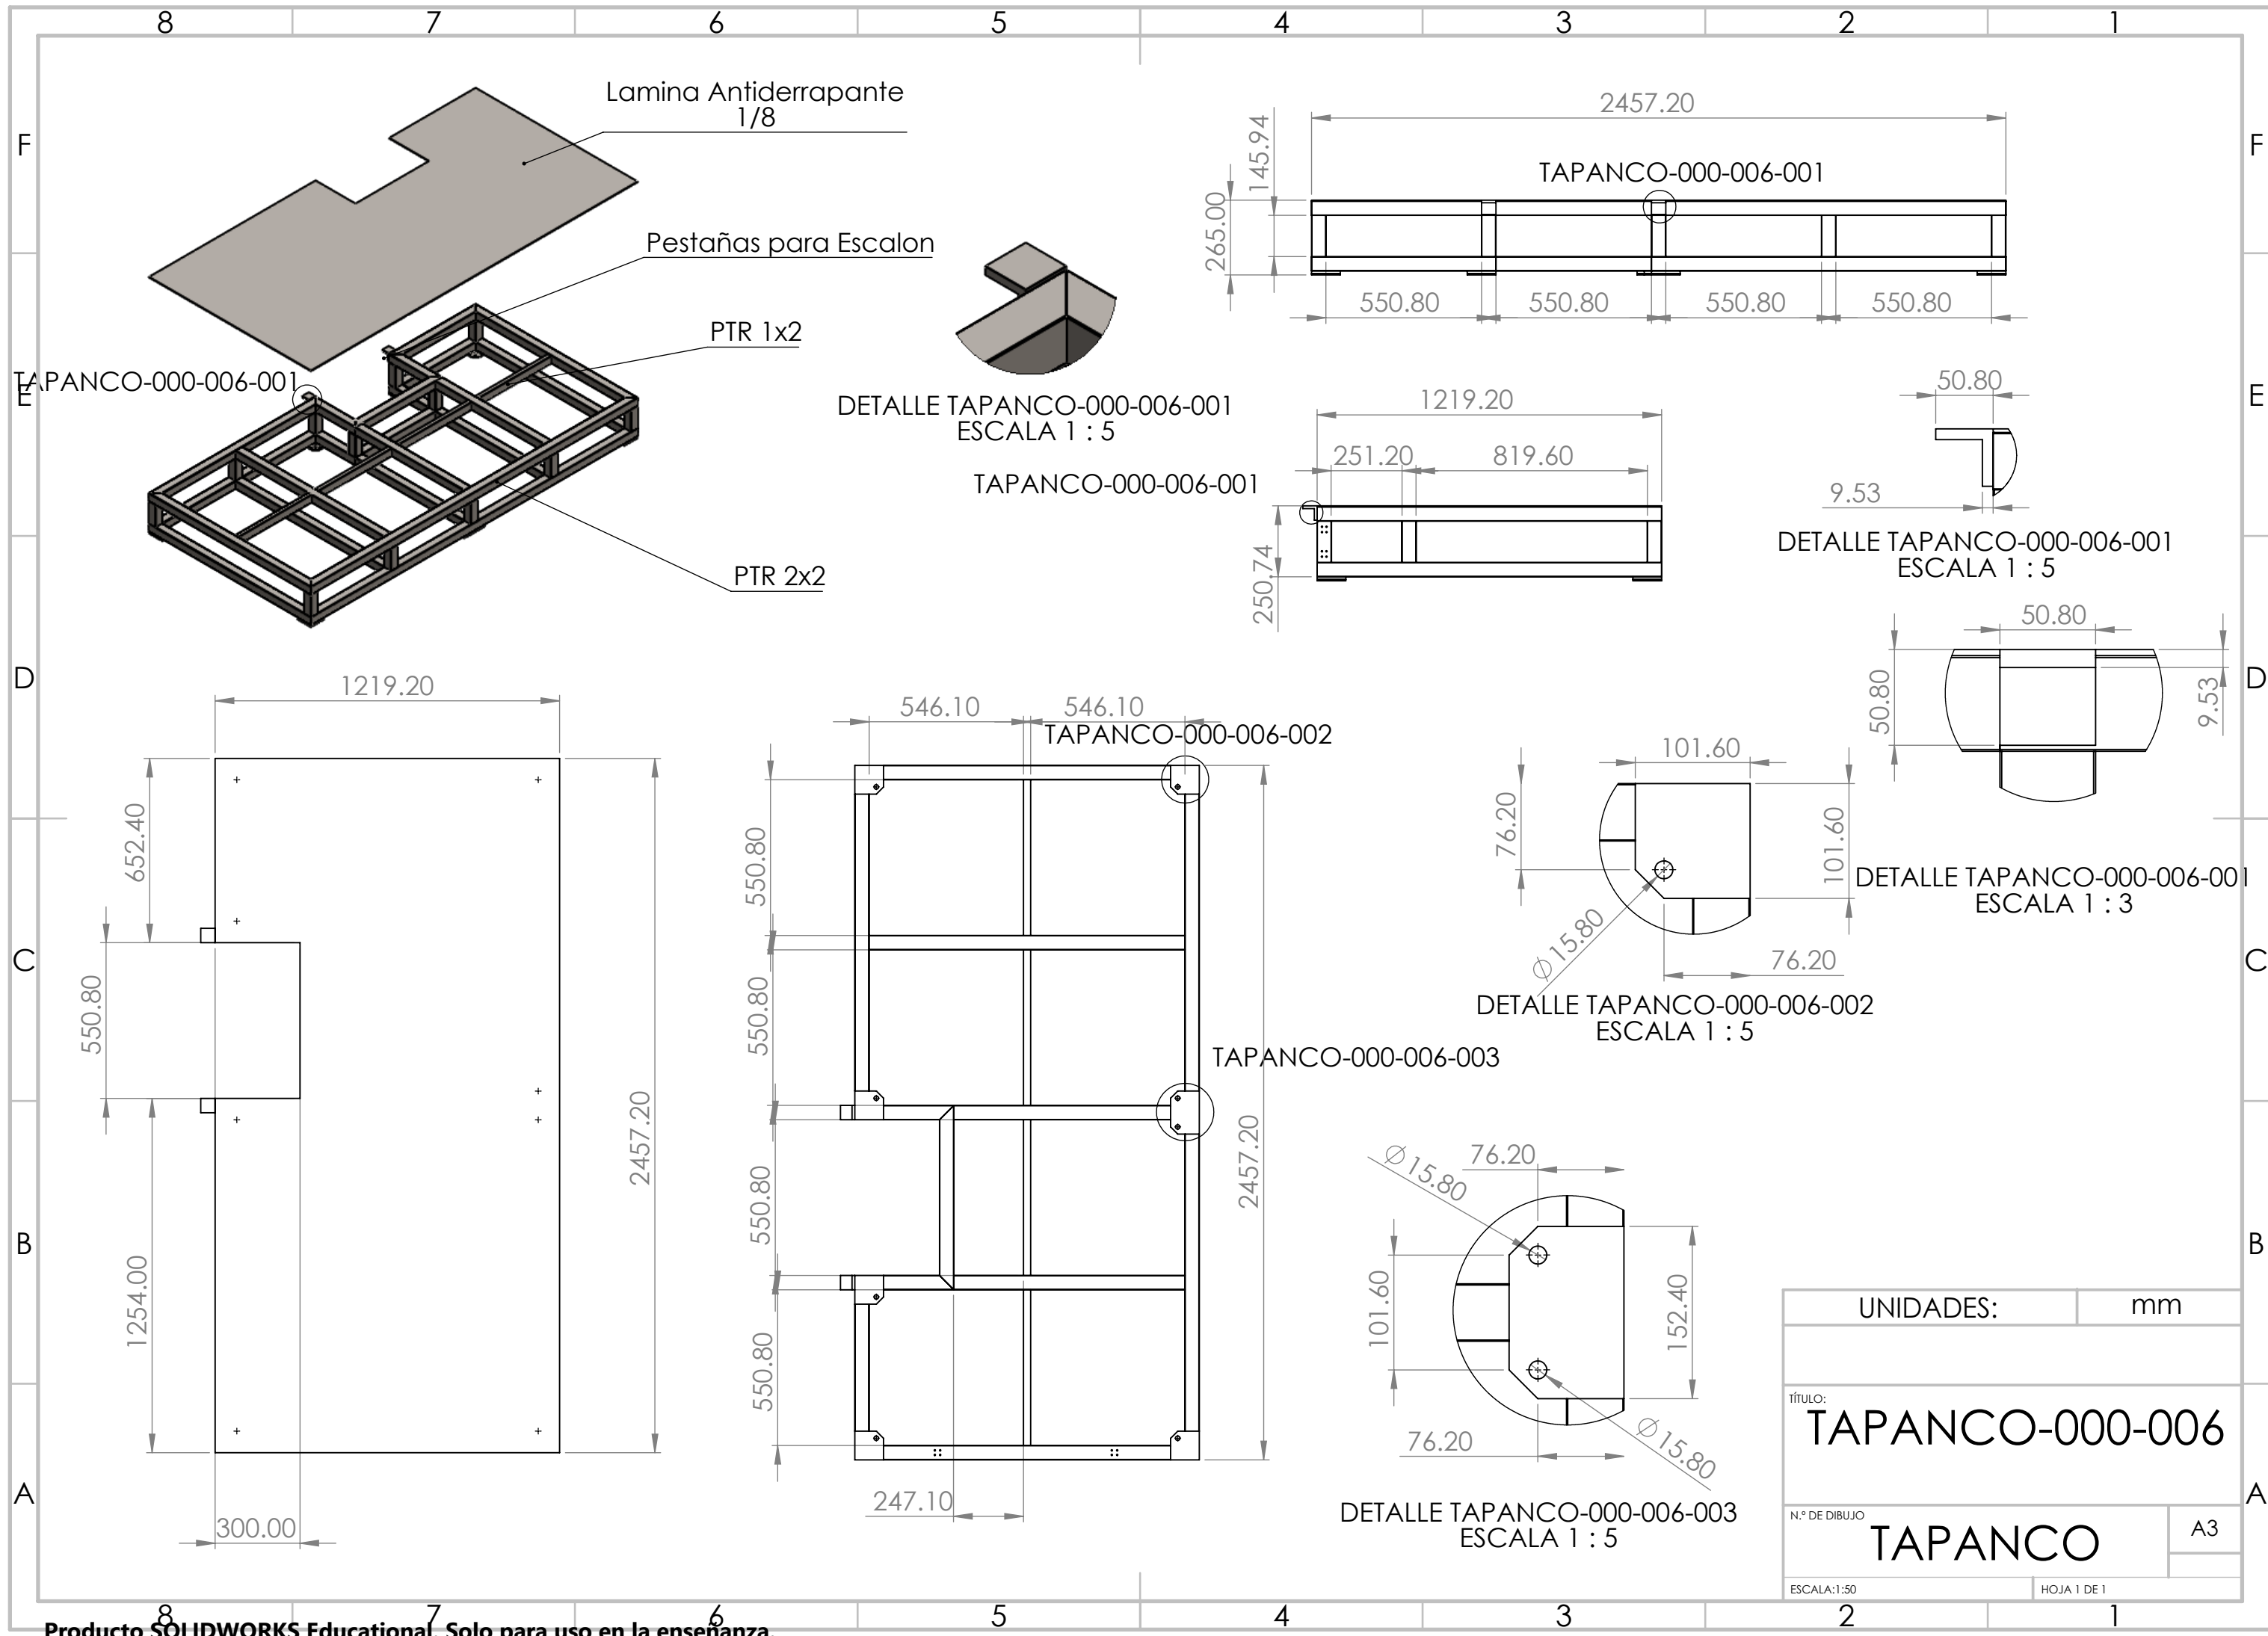 8 7 6 5 4 3 2 1
F
F
E
E
D
D
C
C
B
B
A
A
Lamina Antiderrapante
1/8
Pestañas para Escalon
PTR 1x2
PTR 2x2
TAPANCO-000-006-001
DETALLE TAPANCO-000-006-001
ESCALA 1 : 5
2457.20
145.94
265.00
TAPANCO-000-006-001
550.80
550.80
550.80
550.80
1219.20
251.20
819.60
TAPANCO-000-006-001
250.74
50.80
9.53
DETALLE TAPANCO-000-006-001
ESCALA 1 : 5
50.80
50.80
9.53
DETALLE TAPANCO-000-006-001
ESCALA 1 : 3
1219.20
652.40
550.80
1254.00
2457.20
300.00
546.10
546.10
TAPANCO-000-006-002
550.80
550.80
550.80
550.80
2457.20
247.10
TAPANCO-000-006-003
101.60
76.20
101.60
Ø15.80
76.20
DETALLE TAPANCO-000-006-002
ESCALA 1 : 5
Ø15.80
76.20
101.60
152.40
76.20
Ø15.80
DETALLE TAPANCO-000-006-003
ESCALA 1 : 5
UNIDADES: mm
TÍTULO:
TAPANCO-000-006
N.º DE DIBUJO
TAPANCO
A3
ESCALA:1:50
HOJA 1 DE 1
8 7 6 5 4 3 2 1
Producto SOLIDWORKS Educational. Solo para uso en la enseñanza.